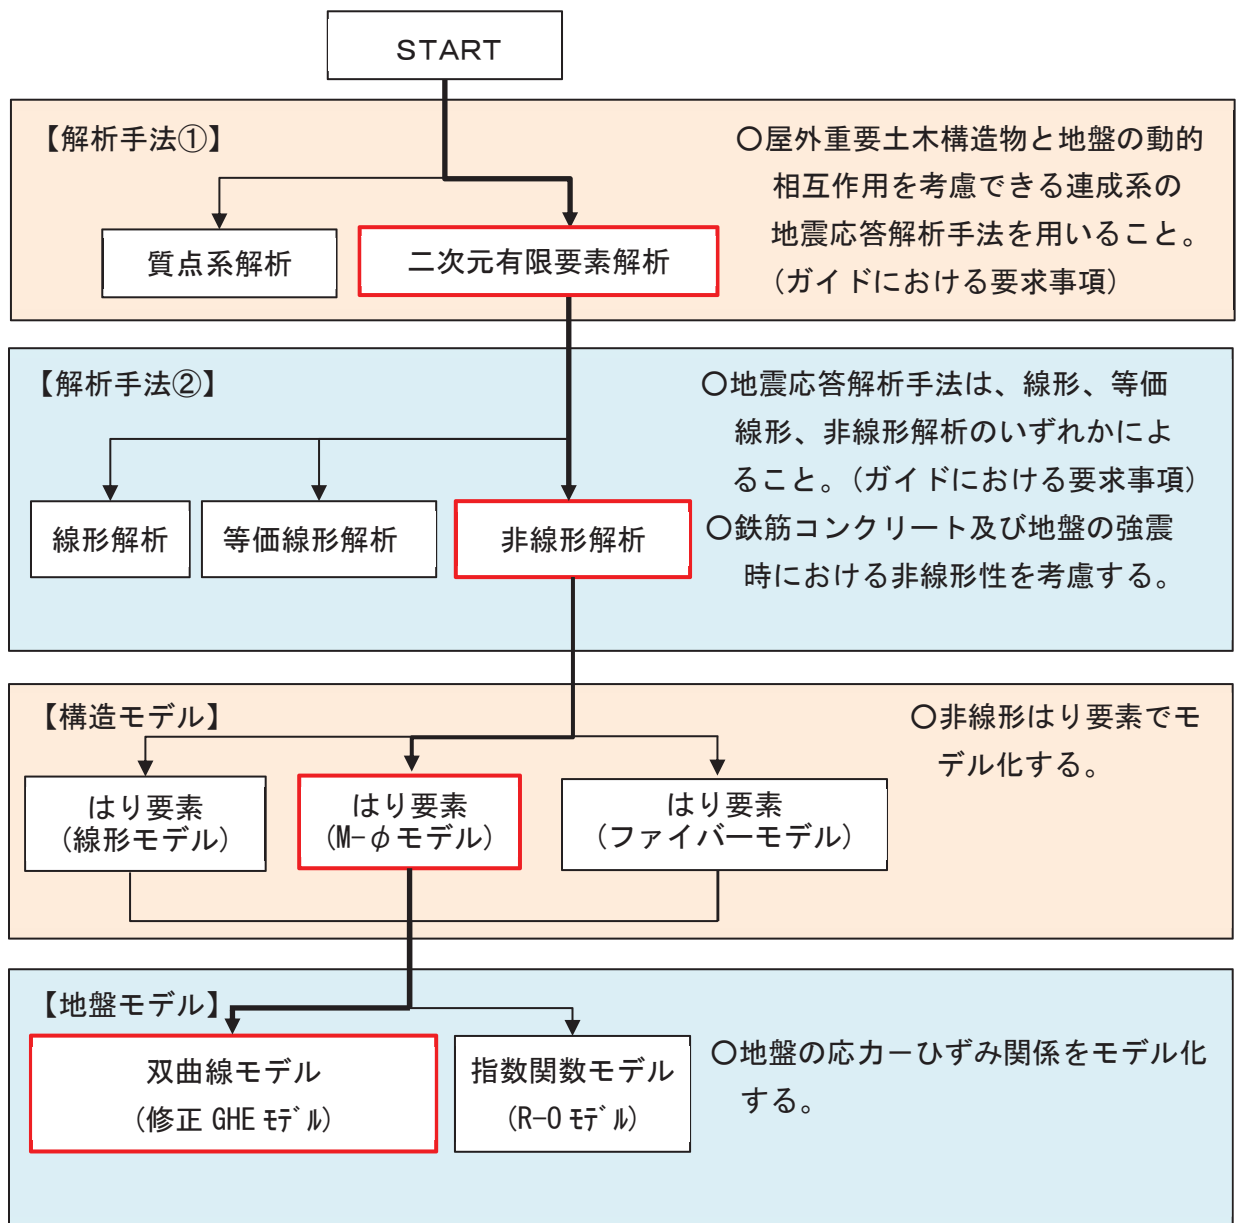 START
【解析手法①】
質点系解析
二次元有限要素解析
〇屋外重要土木構造物と地盤の動的
相互作用を考慮できる連成系の
地震応答解析手法を用いること。
(ガイドにおける要求事項)
【解析手法②】
線形解析
等価線形解析
非線形解析
〇地震応答解析手法は、線形、等価
線形、非線形解析のいずれかによ
ること。(ガイドにおける要求事項)
〇鉄筋コンクリート及び地盤の強震
時における非線形性を考慮する。
【構造モデル】
はり要素
(線形モデル)
はり要素
(M-φモデル)
はり要素
(ファイバーモデル)
〇非線形はり要素でモ
デル化する。
【地盤モデル】
双曲線モデル
(修正 GHE ﾓﾃﾞﾙ)
指数関数モデル
(R-O ﾓﾃﾞﾙ)
〇地盤の応力－ひずみ関係をモデル化
する。